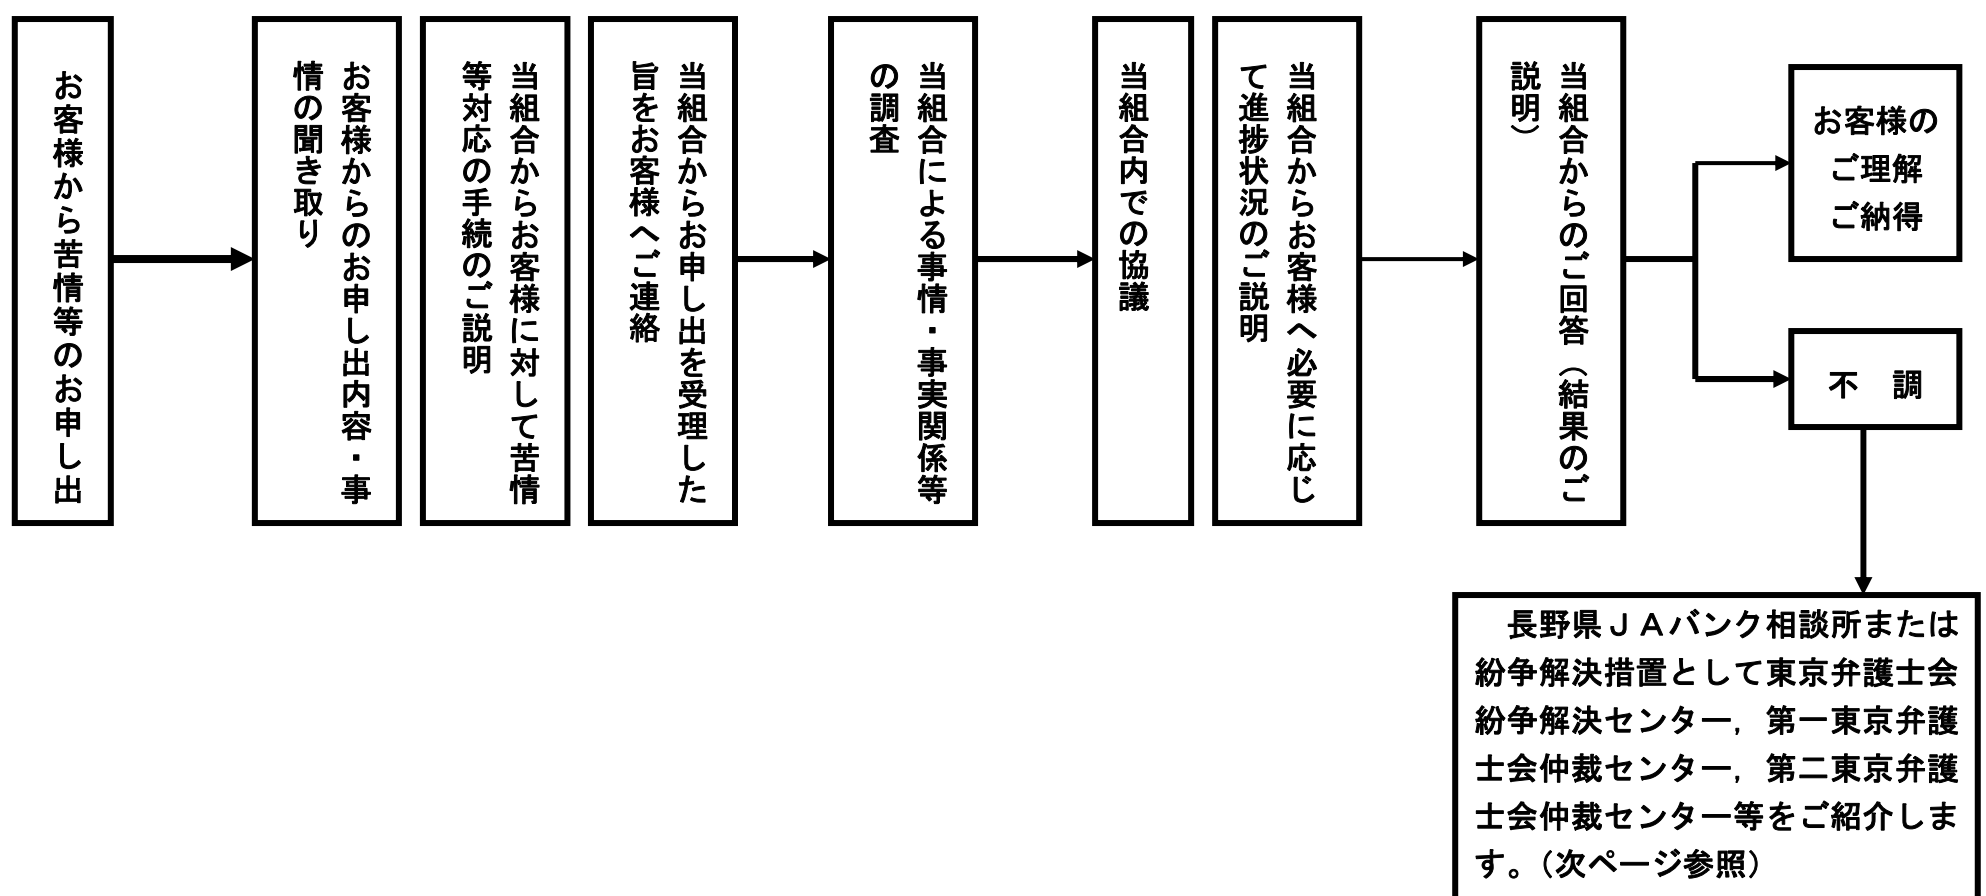 お客様から苦情等のお申し出
お客様からのお申し出内容・事
情の聞き取り
当組合からお客様に対して苦情
等対応の手続のご説明
当組合からお申し出を受理した
旨をお客様へご連絡
当組合による事情・事実関係等
の調査
当組合内での協議
当組合からお客様へ必要に応じ
て進捗状況のご説明
当組合からのご回答（結果のご
説明）
お客様の
ご理解
ご納得
不　調
長野県ＪＡバンク相談所または
紛争解決措置として東京弁護士会
紛争解決センター，第一東京弁護
士会仲裁センター，第二東京弁護
士会仲裁センター等をご紹介しま
す。（次ページ参照）